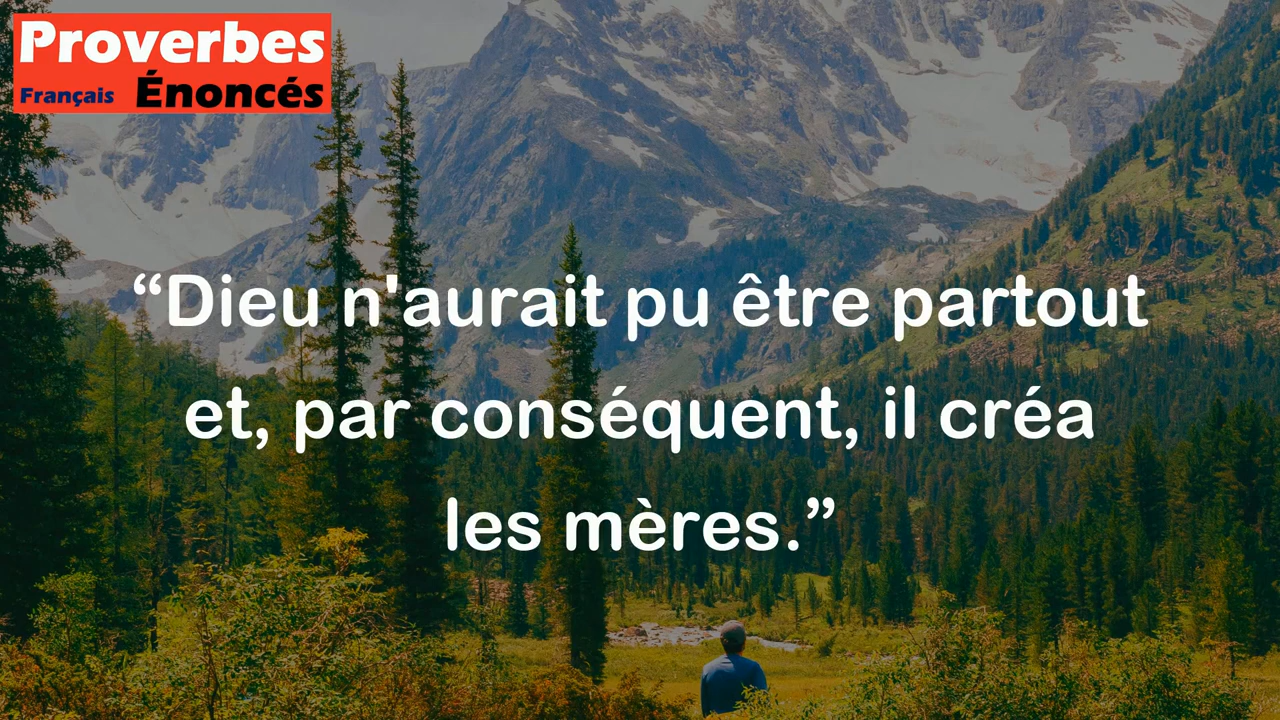 Proverbes
Français Énoncés
“Dieu n'aurait pu être partout
et, par conséquent, il créa
les mères.”